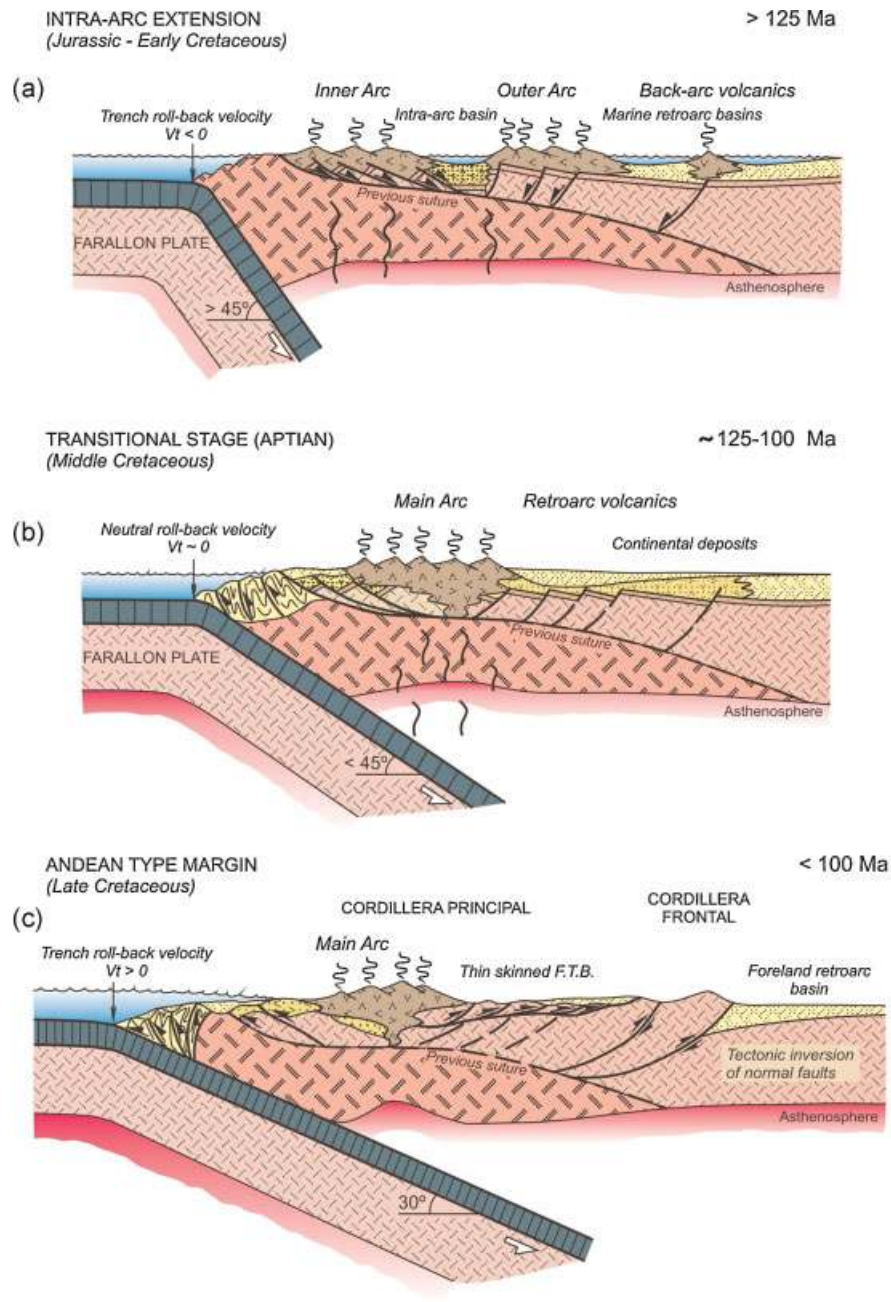 INTRA-ARC EXTENSION
(Jurassic - Early Cretaceous)
> 125 Ma
(a)
Inner Arc
Outer Arc
Back-arc volcanics
Trench roll-back velocity
Vt < 0
Intra-arc basin
Marine retroarc basins
Previous suture
FARALLON PLATE
Asthenosphere
> 45º
TRANSITIONAL STAGE (APTIAN)
(Middle Cretaceous)
~125-100 Ma
(b)
Main Arc
Retroarc volcanics
Neutral roll-back velocity
Vt ~ 0
Continental deposits
Previous suture
FARALLON PLATE
Asthenosphere
< 45º
ANDEAN TYPE MARGIN
(Late Cretaceous)
< 100 Ma
(c)
CORDILLERA PRINCIPAL
CORDILLERA
FRONTAL
Main Arc
Trench roll-back velocity
Vt > 0
Thin skinned F.T.B.
Foreland retroarc
basin
Previous suture
Tectonic inversion
of normal faults
Asthenosphere
30º